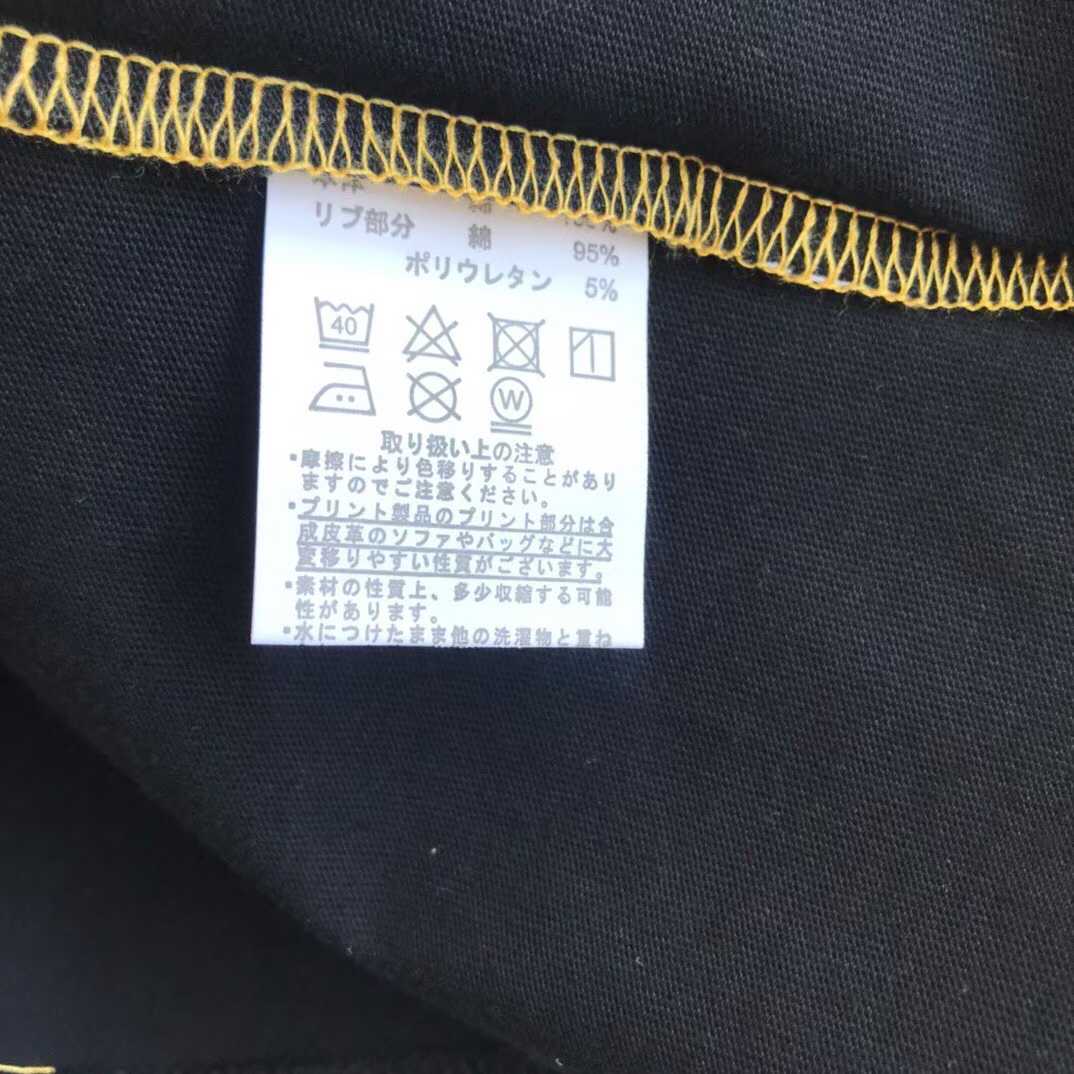 本体 綿 100%
リブ部分 綿 95%
ポリウレタン 5%
40
W
取り扱い上の注意
・摩擦により色移りすることがあり
ますのでご注意ください。
・プリント製品のプリント部分は合
成皮革のソファやバッグなどに大
変移りやすい性質がございます。
・素材の性質上、多少収縮する可能
性があります。
・水につけたまま他の洗濯物と重ね